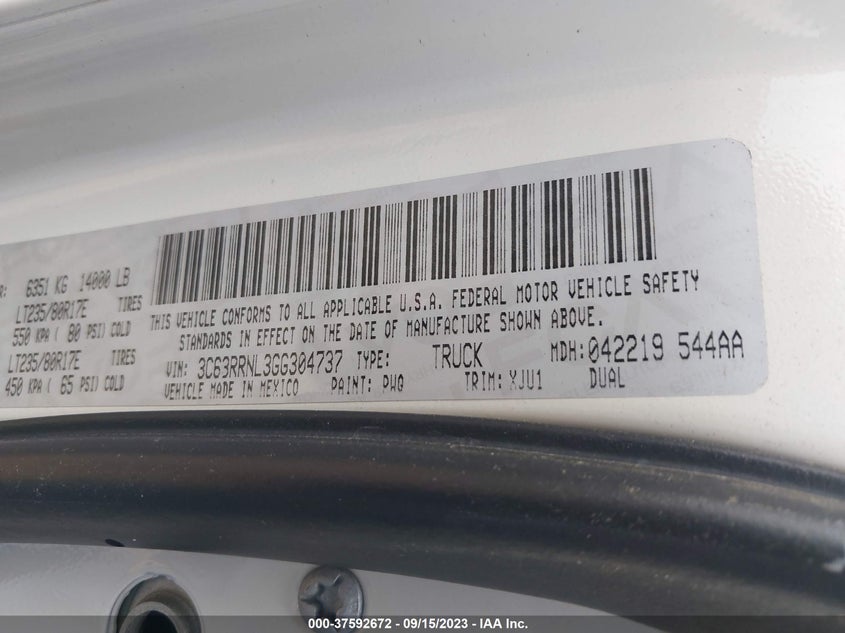 R: 6351 KG 14000 LB
LT235/80R17E TIRES
550 KPA ( 80 PSI) COLD
LT235/80R17E TIRES
450 KPA ( 65 PSI) COLD
THIS VEHICLE CONFORMS TO ALL APPLICABLE U.S.A. FEDERAL MOTOR VEHICLE SAFETY
STANDARDS IN EFFECT ON THE DATE OF MANUFACTURE SHOWN ABOVE.
VIN: 3C63RRNL3GG304737 TYPE: TRUCK MDH: 042219 544AA
VEHICLE MADE IN MEXICO PAINT: PWQ TRIM: XJU1 DUAL
000-37592672 - 09/15/2023 - IAA Inc.